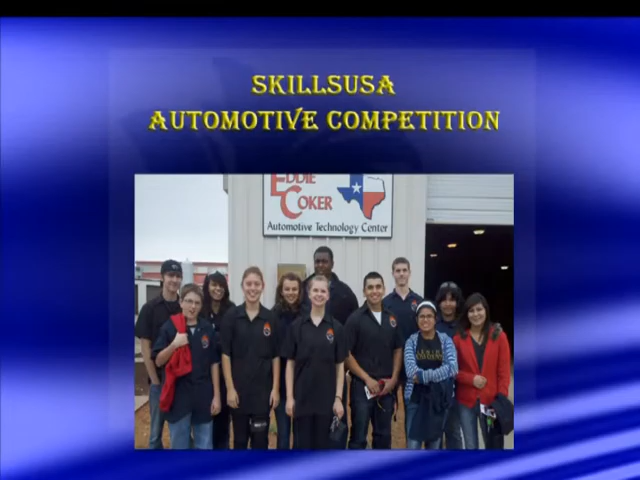 SKILLSUSA
AUTOMOTIVE COMPETITION
EDDIE
COKER
Automotive Technology Center